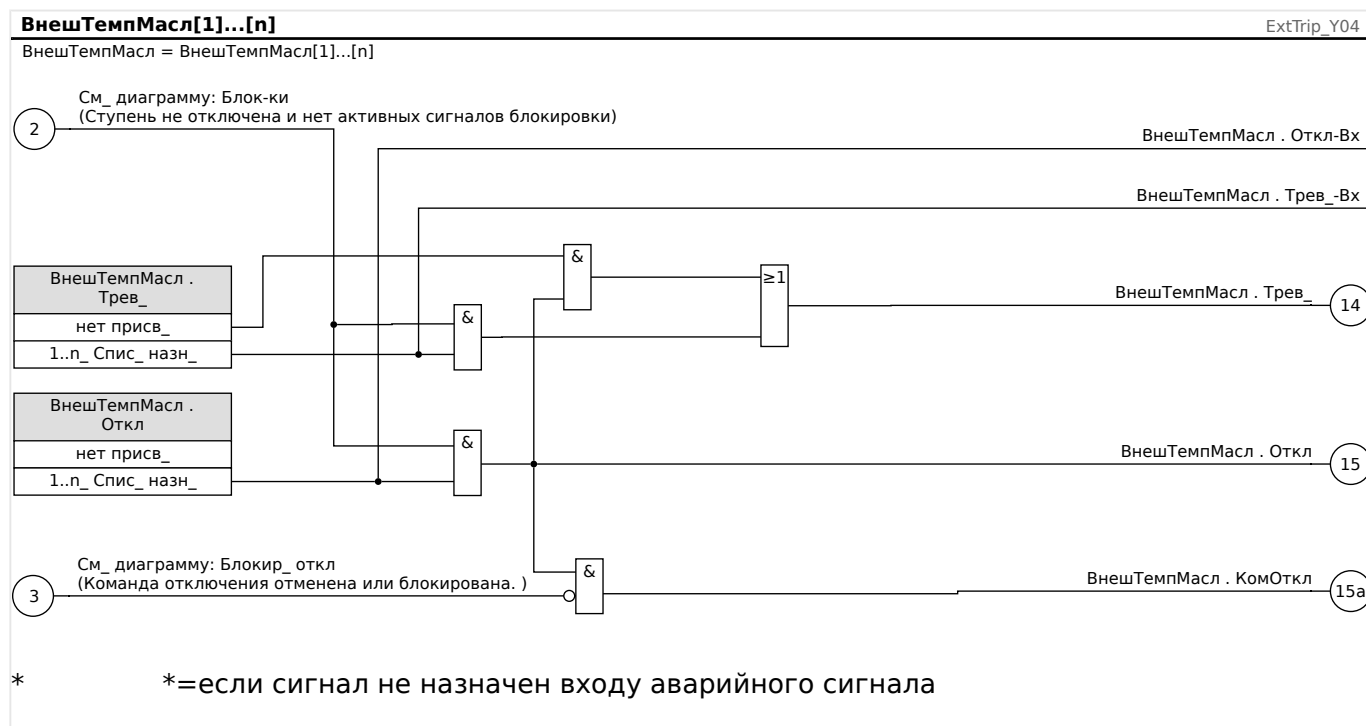 ВнешТемпМасл[1]...[n]
ExtTrip_Y04
ВнешТемпМасл = ВнешТемпМасл[1]...[n]
См_ диаграмму: Блок-ки
(Ступень не отключена и нет активных сигналов блокировки)
2
ВнешТемпМасл . Откл-Вх
ВнешТемпМасл . Трев_-Вх
&
ВнешТемпМасл .
Трев_
нет присв_
1..n_ Спис_ назн_
&
≥1
ВнешТемпМасл . Трев_
14
ВнешТемпМасл .
Откл
нет присв_
1..n_ Спис_ назн_
&
ВнешТемпМасл . Откл
15
См_ диаграмму: Блокир_ откл
(Команда отключения отменена или блокирована. )
3
&
ВнешТемпМасл . КомОткл
15a
* *=если сигнал не назначен входу аварийного сигнала